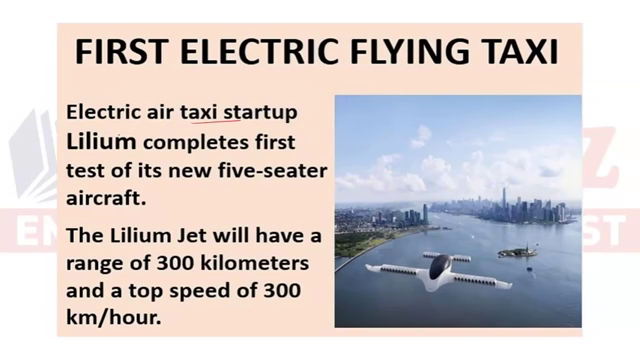 FIRST ELECTRIC FLYING TAXI
Electric air taxi startup
Lilium completes first
test of its new five-seater
aircraft.
The Lilium Jet will have a
range of 300 kilometers
and a top speed of 300
km/hour.